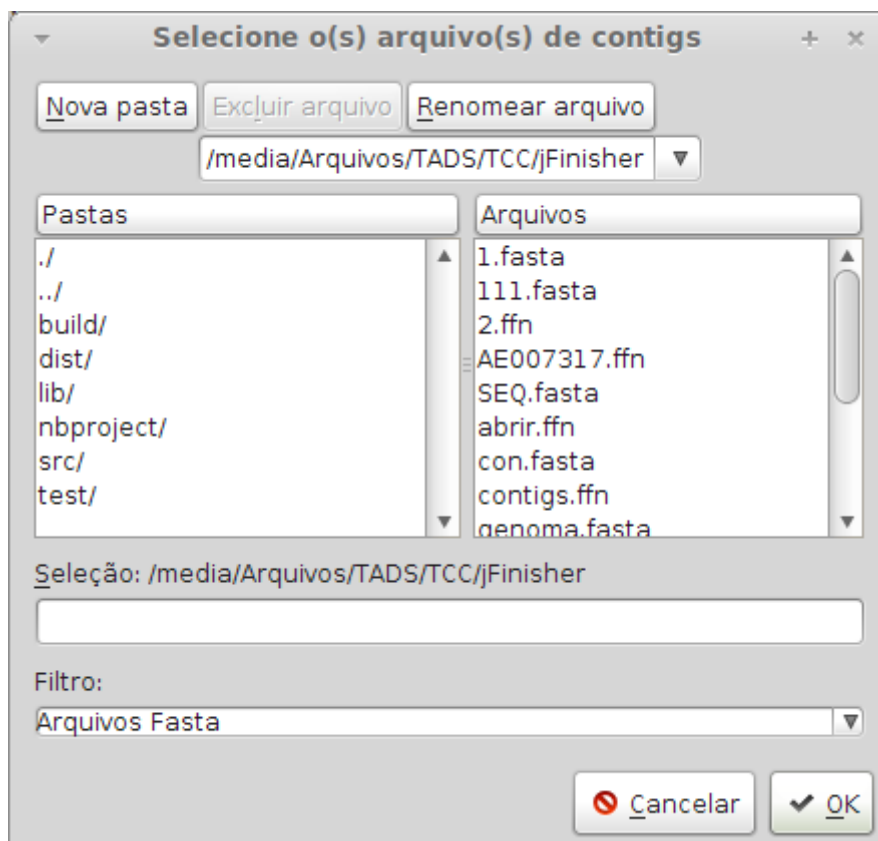 Selecione o(s) arquivo(s) de contigs
Nova pasta Excluir arquivo Renomear arquivo
/media/Arquivos/TADS/TCC/jFinisher
Pastas
./
../
build/
dist/
lib/
nbproject/
src/
test/
Arquivos
1.fasta
111.fasta
2.ffn
AE007317.ffn
SEQ.fasta
abrir.ffn
con.fasta
contigs.ffn
genoma.fasta
Seleção: /media/Arquivos/TADS/TCC/jFinisher
Filtro:
Arquivos Fasta
Cancelar OK